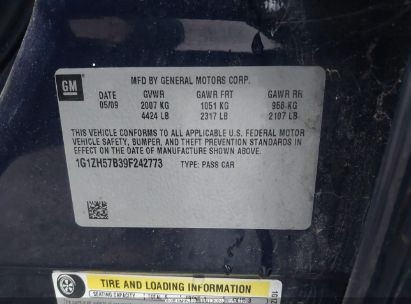 GM
MFD BY GENERAL MOTORS CORP.
DATE GVWR GAWR FRT GAWR RR
05/09 2007 KG 1051 KG 956 KG
4424 LB 2317 LB 2107 LB
THIS VEHICLE CONFORMS TO ALL APPLICABLE U.S. FEDERAL MOTOR
VEHICLE SAFETY, BUMPER, AND THEFT PREVENTION STANDARDS
IN EFFECT ON THE DATE OF MANUFACTURE SHOWN ABOVE.
1G1ZH57B39F242773 TYPE: PASS CAR
TIRE AND LOADING INFORMATION
SEATING CAPACITY